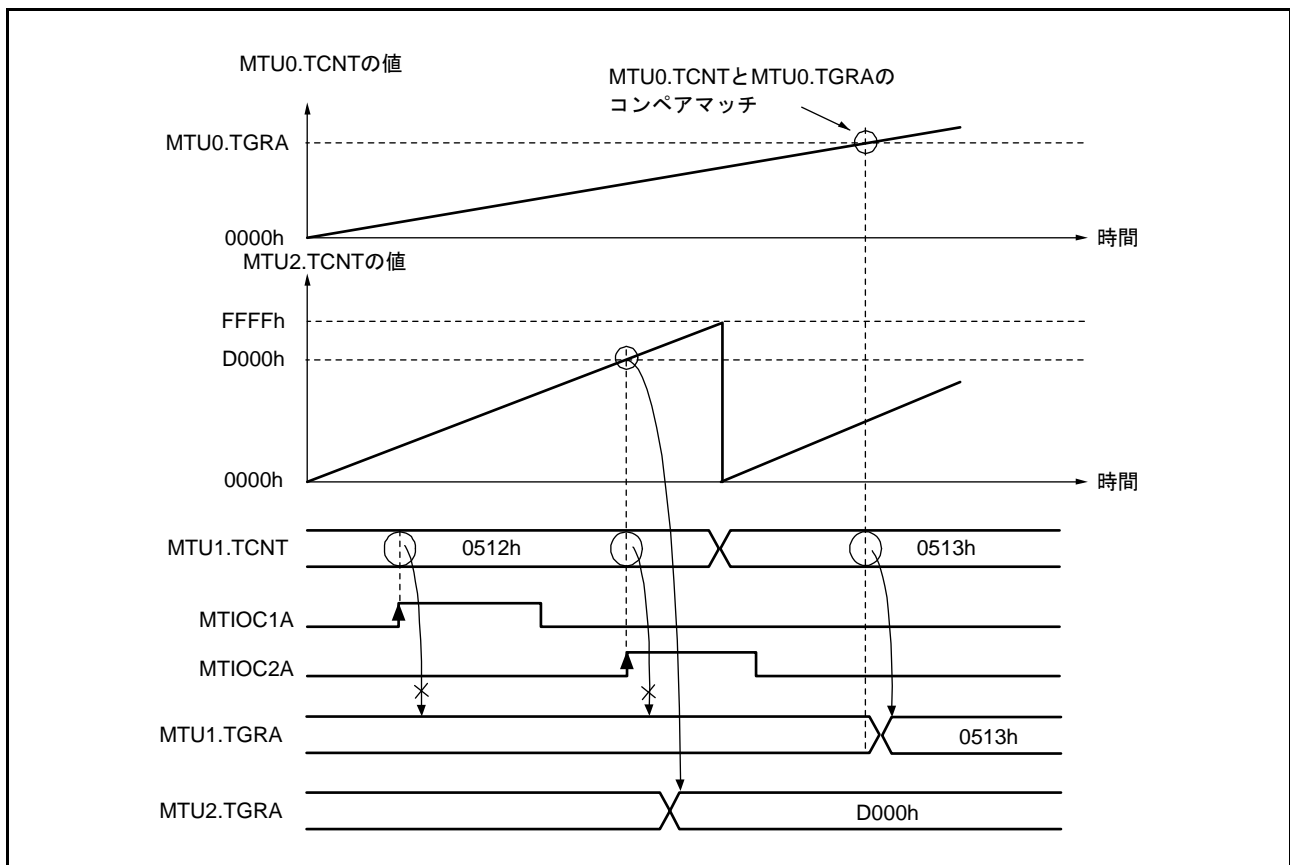 MTU0.TCNTの値
MTU0.TCNTとMTU0.TGRAの
コンペアマッチ
MTU0.TGRA
0000h
時間
MTU2.TCNTの値
FFFFh
D000h
0000h
時間
MTU1.TCNT
0512h
0513h
MTIOC1A
MTIOC2A
MTU1.TGRA
0513h
MTU2.TGRA
D000h